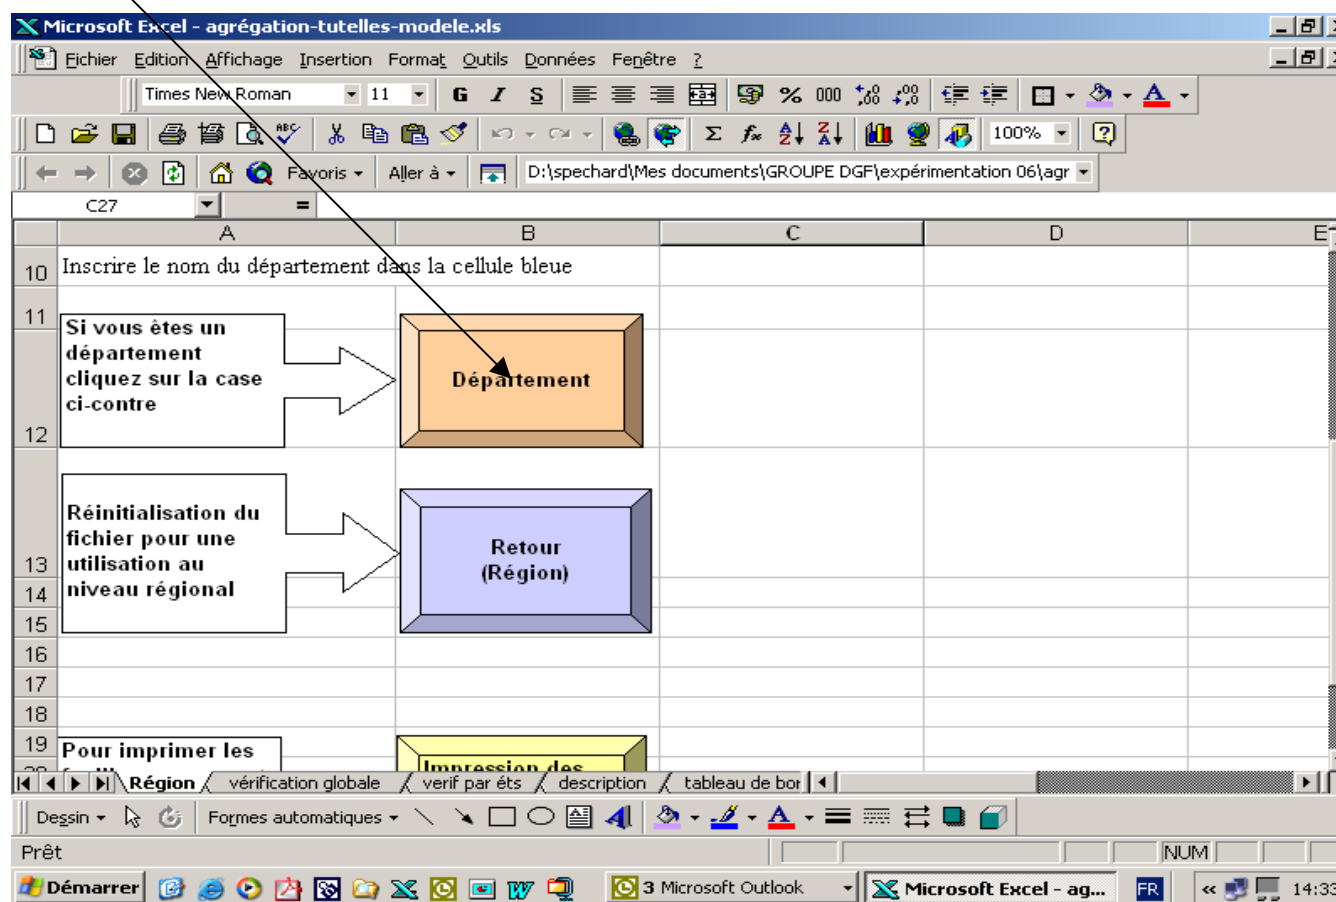 Microsoft Excel - agrégation-tutelles-modele.xls
Fichier Edition Affichage Insertion Format Outils Données Fenêtre ?
Times New Roman 11 G I S % 000
100%
Favoris Aller à D:\spechard\Mes documents\GROUPE DGF\expérimentation 06\agr
C27 =
A B C D E
10 Inscrire le nom du département dans la cellule bleue
11
Si vous êtes un
département
cliquez sur la case
ci-contre
Département
12
Réinitialisation du
fichier pour une
utilisation au
niveau régional
Retour
(Région)
13
14
15
16
17
18
19 Pour imprimer les
Impression des
Région vérification globale verif par éts description tableau de bor
Dessin Formes automatiques
Prêt NUM
Démarrer 3 Microsoft Outlook Microsoft Excel - ag... FR « 14:33